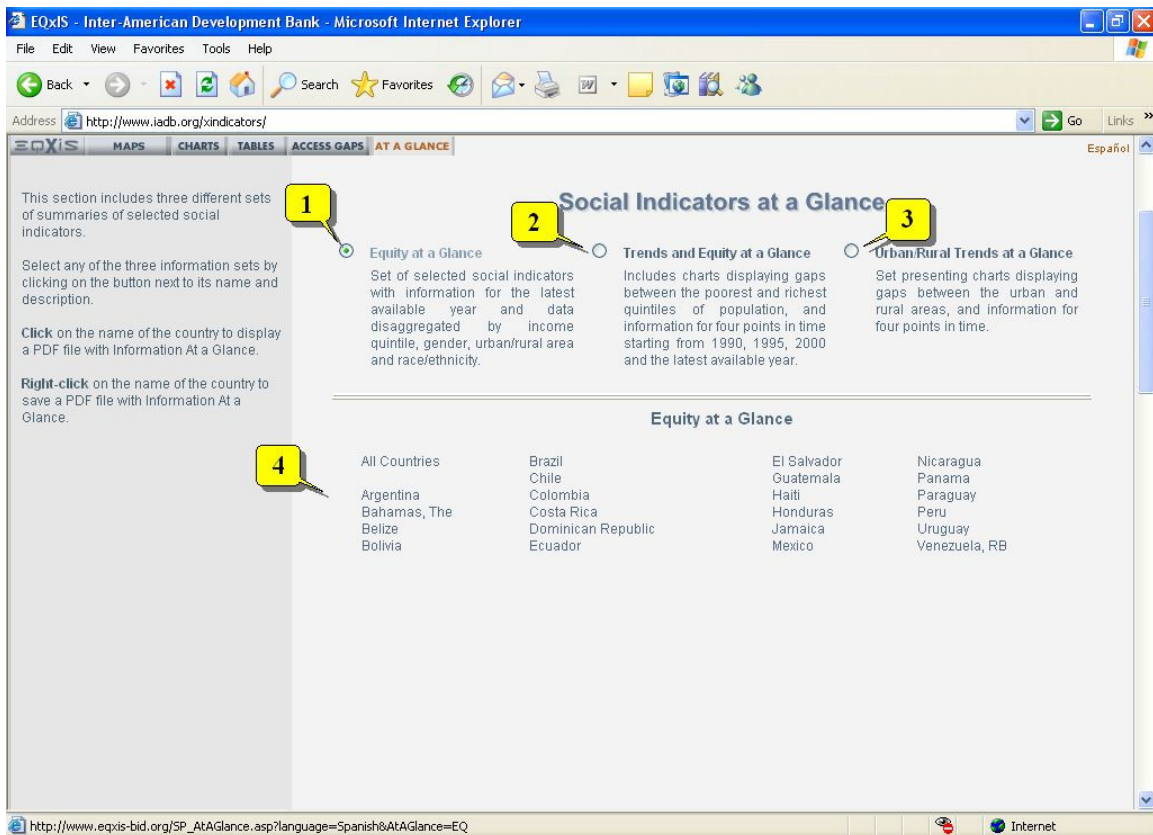 EQxIS - Inter-American Development Bank - Microsoft Internet Explorer
File Edit View Favorites Tools Help
Back Search Favorites
Address http://www.iadb.org/xindicators/ Go Links »
EQXiS MAPS CHARTS TABLES ACCESS GAPS AT A GLANCE Español
This section includes three different sets
of summaries of selected social
indicators.
Select any of the three information sets by
clicking on the button next to its name and
description.
Click on the name of the country to display
a PDF file with Information At a Glance.
Right-click on the name of the country to
save a PDF file with Information At a
Glance.
Social Indicators at a Glance
1
Equity at a Glance
Set of selected social indicators
with information for the latest
available year and data
disaggregated by income
quintile, gender, urban/rural area
and race/ethnicity.
2
Trends and Equity at a Glance
Includes charts displaying gaps
between the poorest and richest
quintiles of population, and
information for four points in time
starting from 1990, 1995, 2000
and the latest available year.
3
Urban/Rural Trends at a Glance
Set presenting charts displaying
gaps between the urban and
rural areas, and information for
four points in time.
Equity at a Glance
4
All Countries
Argentina
Bahamas, The
Belize
Bolivia
Brazil
Chile
Colombia
Costa Rica
Dominican Republic
Ecuador
El Salvador
Guatemala
Haiti
Honduras
Jamaica
Mexico
Nicaragua
Panama
Paraguay
Peru
Uruguay
Venezuela, RB
http://www.eqxis-bid.org/SP_AtAGlance.asp?language=Spanish&AtAGlance=EQ Internet